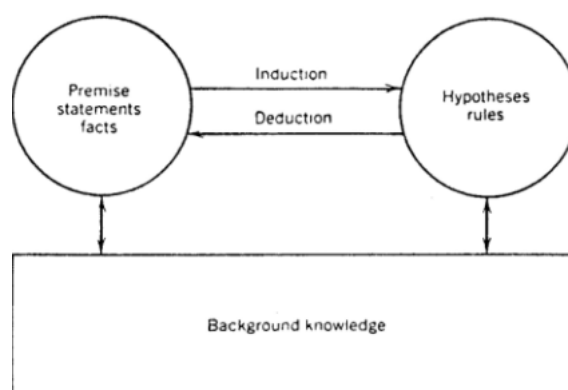 Premise
statements
facts
Induction
Deduction
Hypotheses
rules
Background knowledge